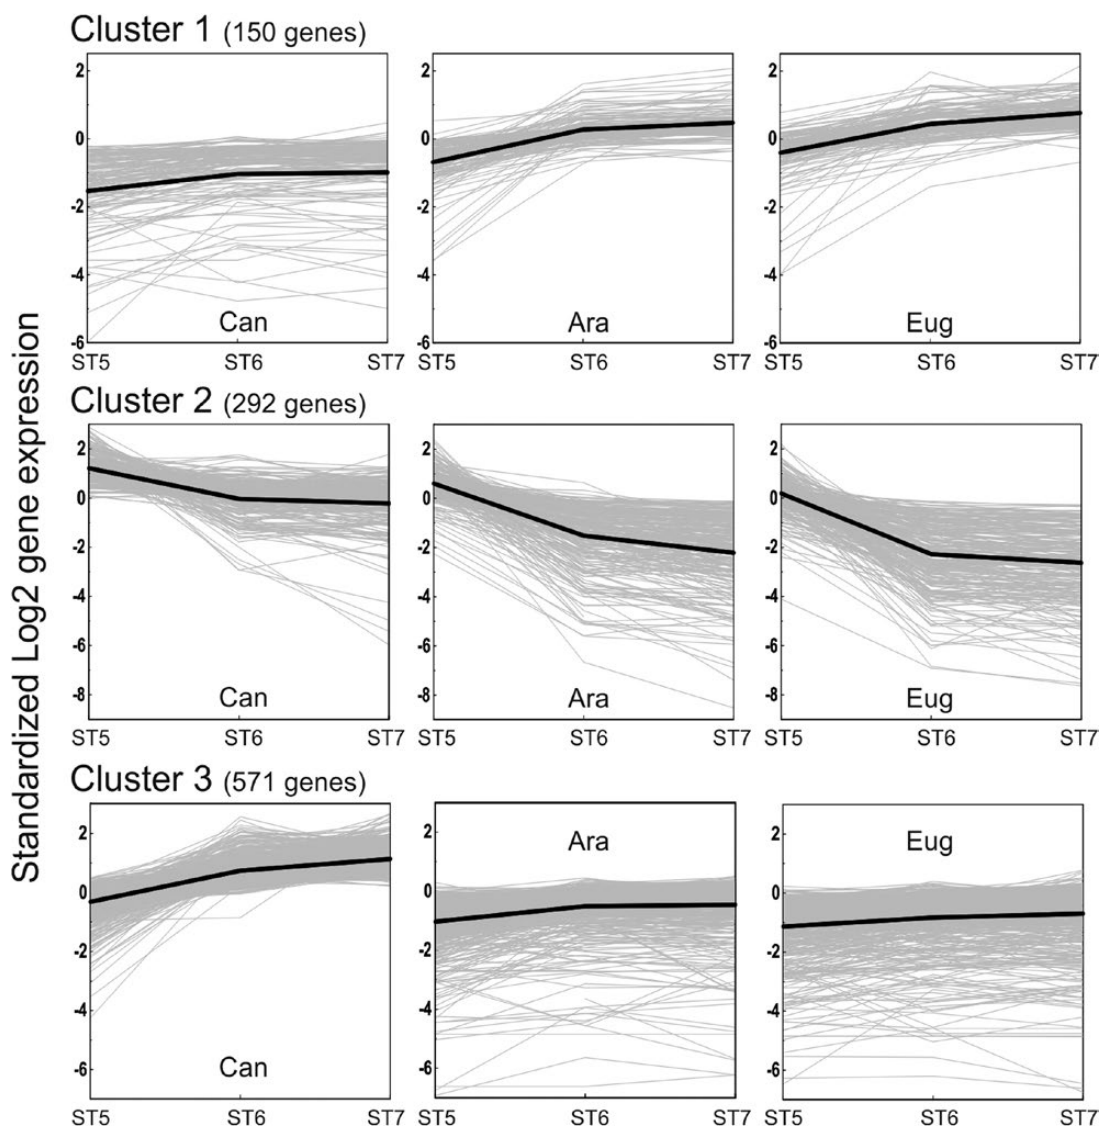 Standardized Log2 gene expression
Cluster 1 (150 genes)
2
0
-2
-4
-6
Can
ST5 ST6 ST7
2
0
-2
-4
-6
Ara
ST5 ST6 ST7
2
0
-2
-4
-6
Eug
ST5 ST6 ST7
Cluster 2 (292 genes)
2
0
-2
-4
-6
-8
Can
ST5 ST6 ST7
2
0
-2
-4
-6
-8
Ara
ST5 ST6 ST7
2
0
-2
-4
-6
-8
Eug
ST5 ST6 ST7
Cluster 3 (571 genes)
2
0
-2
-4
-6
Can
ST5 ST6 ST7
Ara
2
0
-2
-4
-6
ST5 ST6 ST7
Eug
2
0
-2
-4
-6
ST5 ST6 ST7